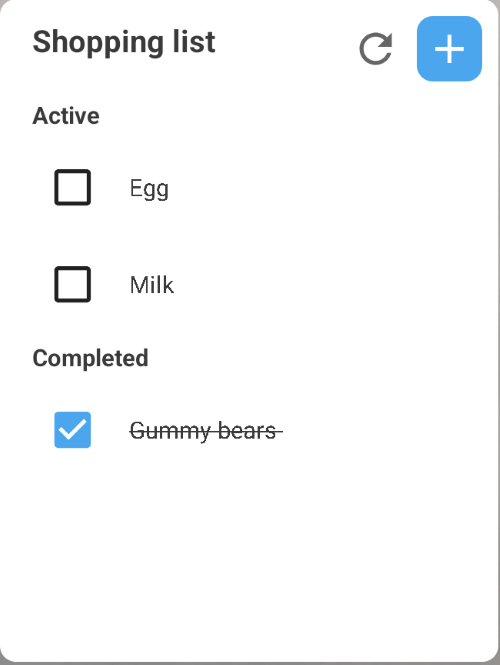 Shopping list
Active
Egg
Milk
Completed
Gummy bears